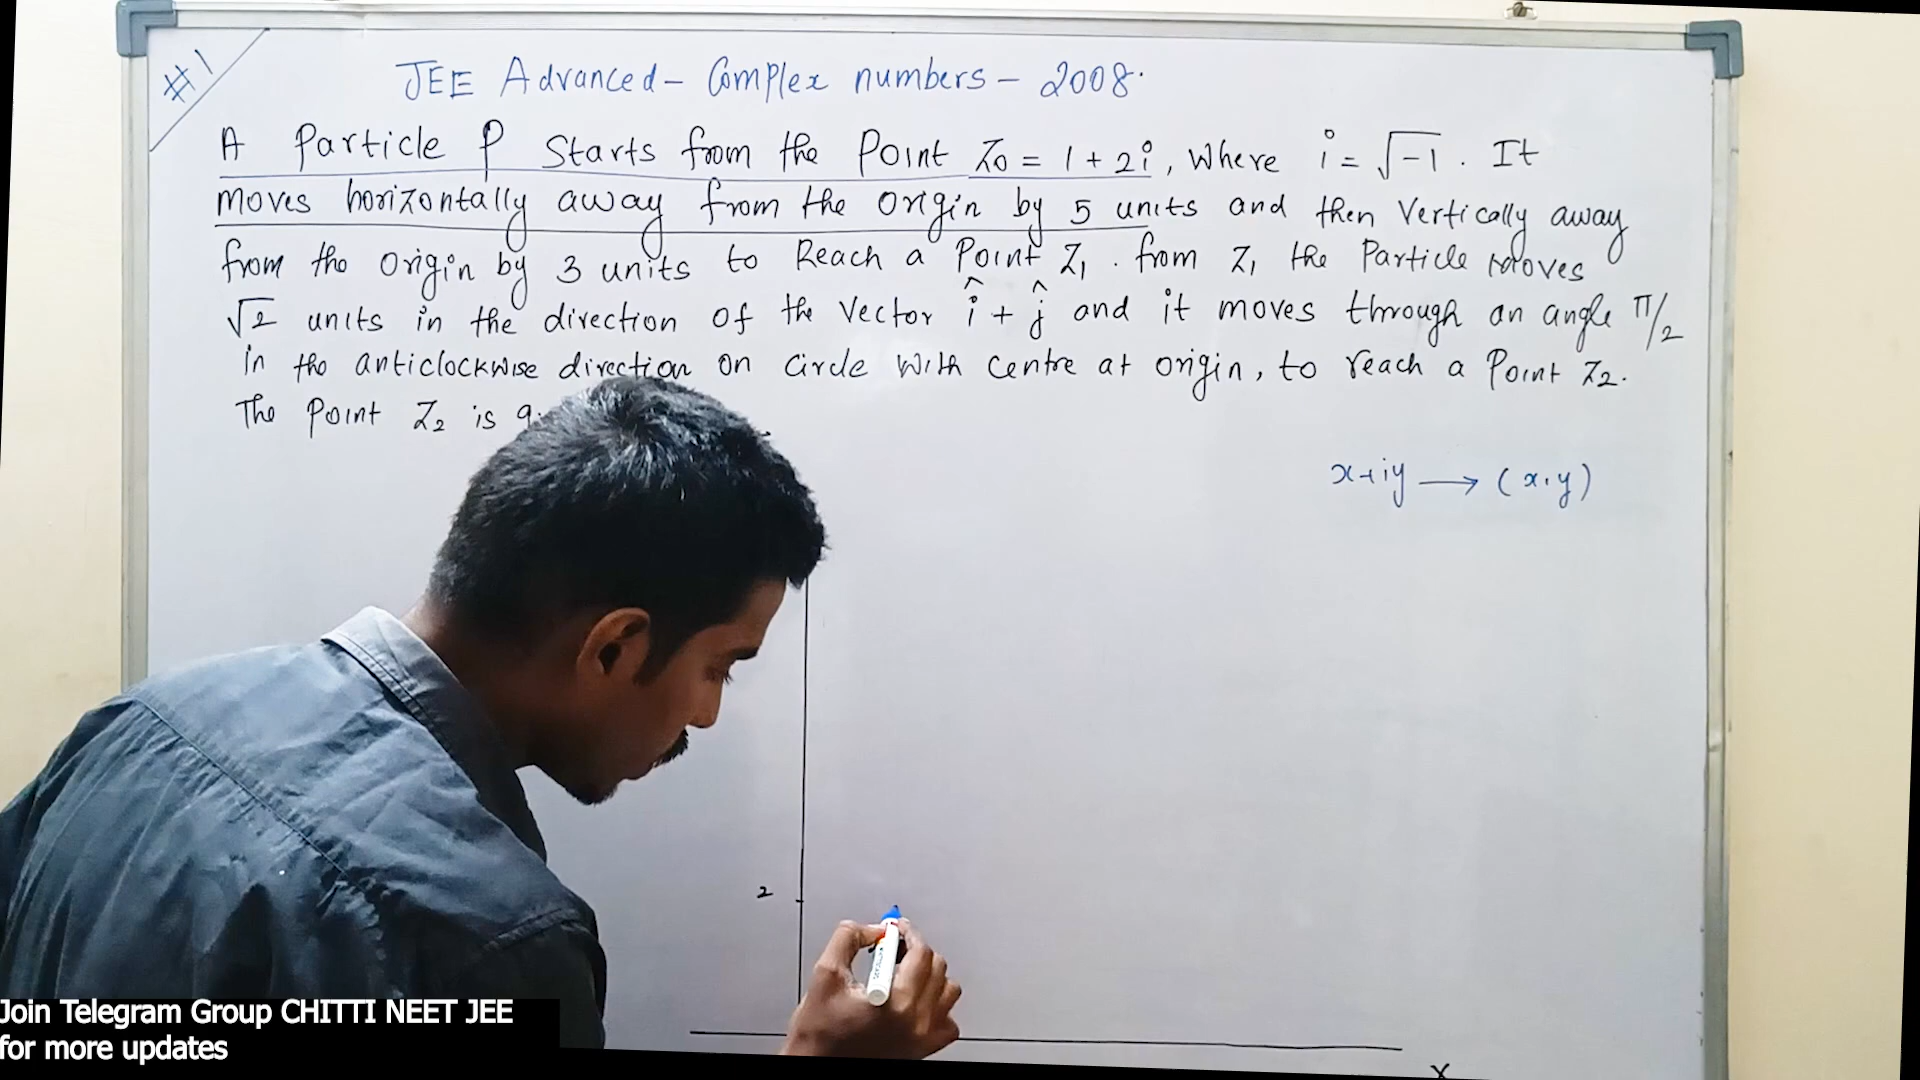 #1
JEE Advanced - Complex numbers - 2008.
A Particle P Starts from the Point Z0 = 1 + 2i, Where i = √-1. It
moves horizontally away from the origin by 5 units and then Vertically away
from the origin by 3 units to Reach a Point Z1. from Z1 the Particle moves
√2 units in the direction of the Vector î + ĵ and it moves through an angle π/2
in the anticlockwise direction on Circle With Centre at origin, to reach a Point Z2.
The Point Z2 is
x+iy → (x,y)
2
X
Join Telegram Group CHITTI NEET JEE
for more updates